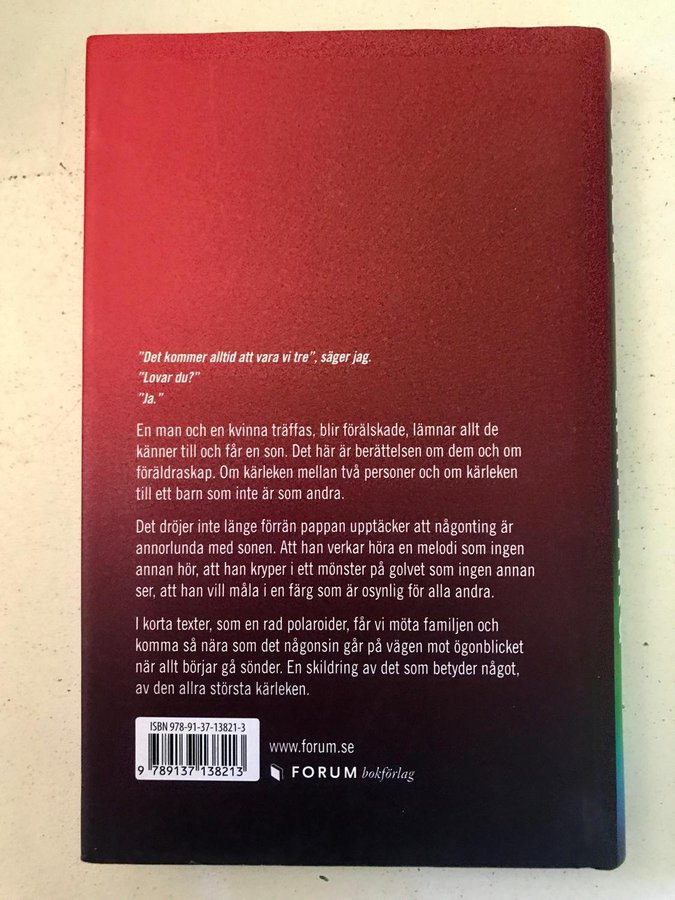 "Det kommer alltid att vara vi tre", säger jag.
"Lovar du?"
"Ja."
En man och en kvinna träffas, blir förälskade, lämnar allt de
känner till och får en son. Det här är berättelsen om dem och om
föräldraskap. Om kärleken mellan två personer och om kärleken
till ett barn som inte är som andra.
Det dröjer inte länge förrän pappan upptäcker att någonting är
annorlunda med sonen. Att han verkar höra en melodi som ingen
annan hör, att han kryper i ett mönster på golvet som ingen annan
ser, att han vill måla i en färg som är osynlig för alla andra.
I korta texter, som en rad polaroider, får vi möta familjen och
komma så nära som det någonsin går på vägen mot ögonblicket
när allt börjar gå sönder. En skildring av det som betyder något,
av den allra största kärleken.
ISBN 978-91-37-13821-3
9 789137 138213
www.forum.se
FORUM bokförlag